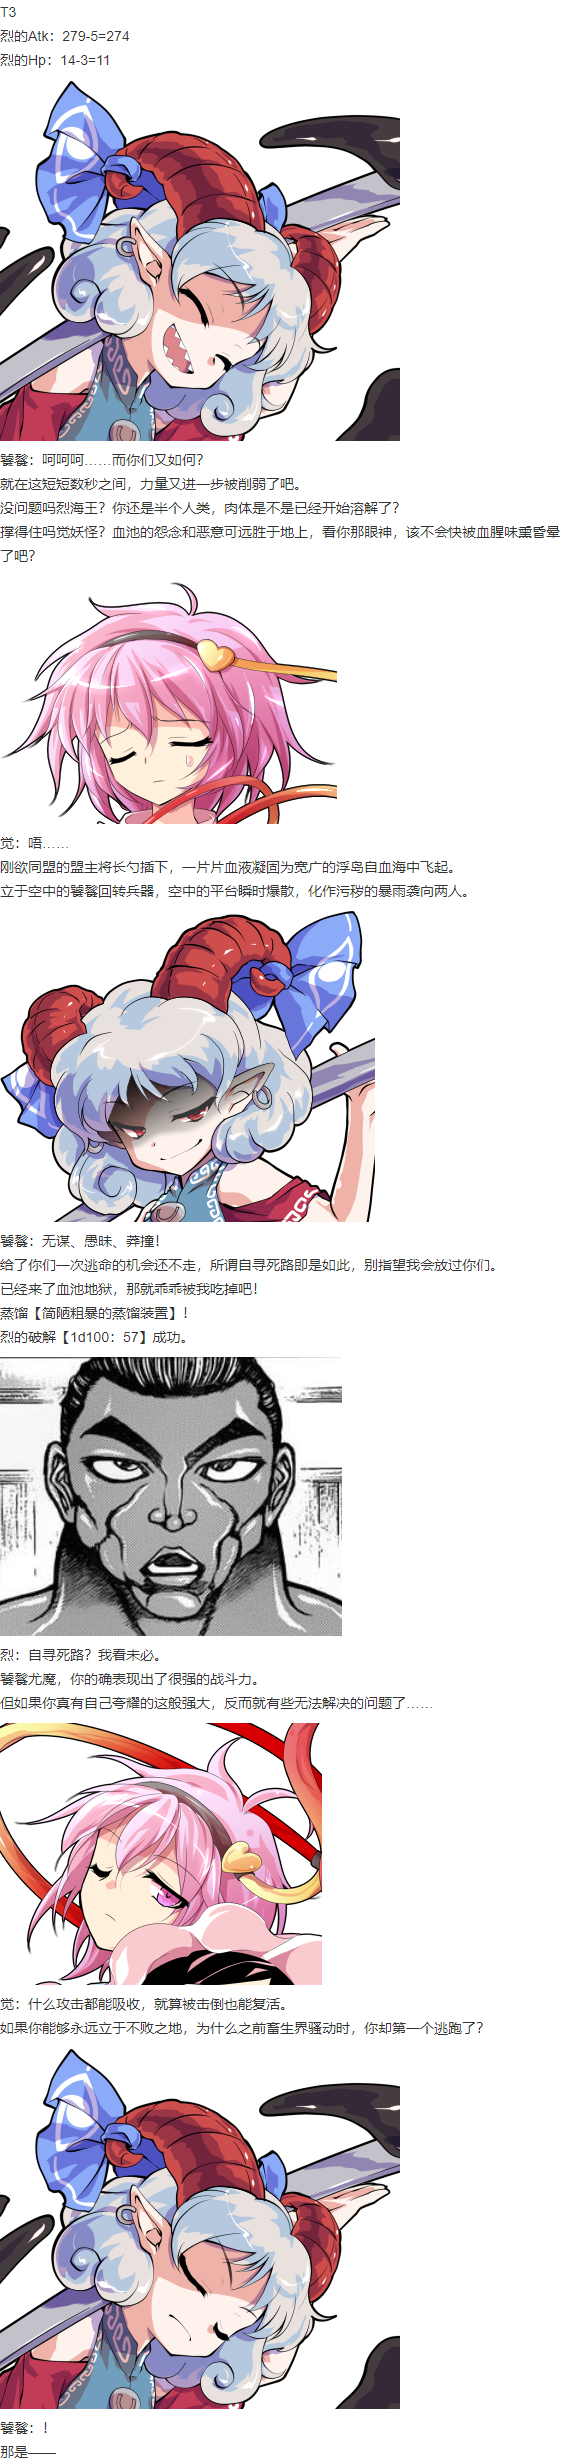 T3
烈的Atk：279-5=274
烈的Hp：14-3=11
饕餮：呵呵呵……而你们又如何？
就在这短短数秒之间，力量又进一步被削弱了吧。
没问题吗烈海王？你还是半个人类，肉体是不是已经开始溶解了？
撑得住吗觉妖怪？血池的怨念和恶意可远胜于地上，看你那眼神，该不会快被血腥味熏昏晕
了吧？
觉：唔……
刚欲同盟的盟主将长勺插下，一片片血液凝固为宽广的浮岛自血海中飞起。
立于空中的饕餮回转兵器，空中的平台瞬时爆散，化作污秽的暴雨袭向两人。
饕餮：无谋、愚昧、莽撞！
给了你们一次逃命的机会还不走，所谓自寻死路即是如此，别指望我会放过你们。
已经来了血池地狱，那就乖乖被我吃掉吧！
蒸馏【简陋粗暴的蒸馏装置】！
烈的破解【1d100：57】成功。
烈：自寻死路？我看未必。
饕餮尤魔，你的确表现出了很强的战斗力。
但如果你真有自己夸耀的这般强大，反而就有些无法解决的问题了……
觉：什么攻击都能吸收，就算被击倒也能复活。
如果你能够永远立于不败之地，为什么之前畜生界骚动时，你却第一个逃跑了？
饕餮：！
那是——